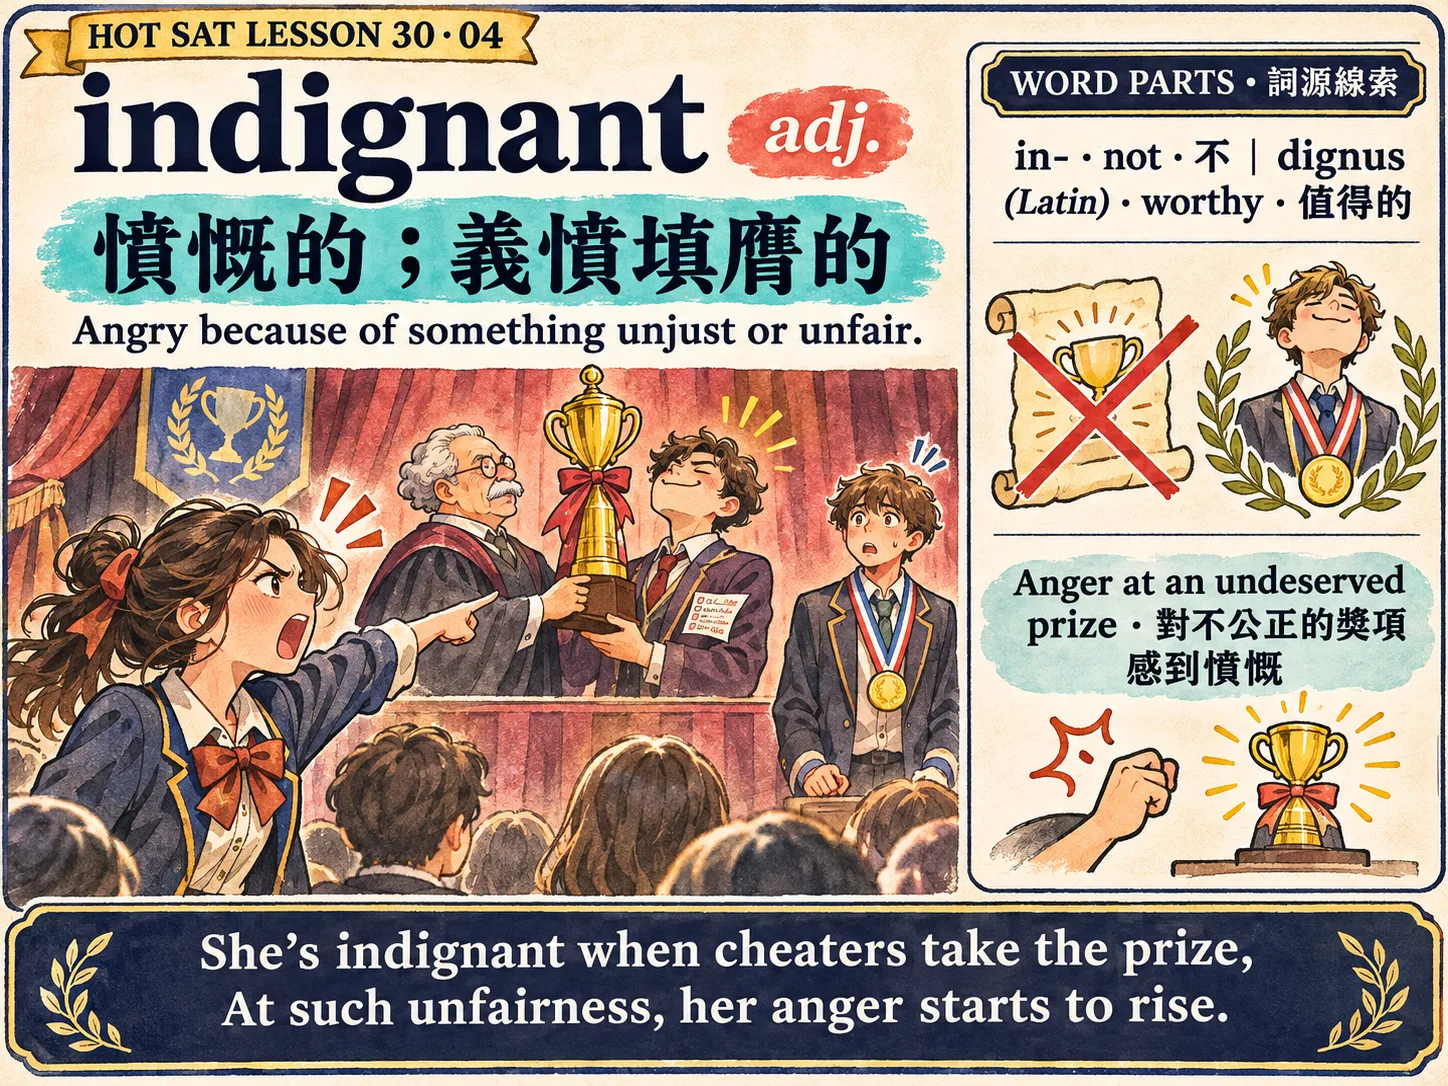 HOT SAT LESSON 30·04
indignant adj.
憤慨的；義憤填膺的
Angry because of something unjust or unfair.
WORD PARTS · 詞源線索
in- · not · 不 | dignus
(Latin) · worthy · 值得的
Anger at an undeserved
prize · 對不公正的獎項
感到憤慨
She's indignant when cheaters take the prize,
At such unfairness, her anger starts to rise.